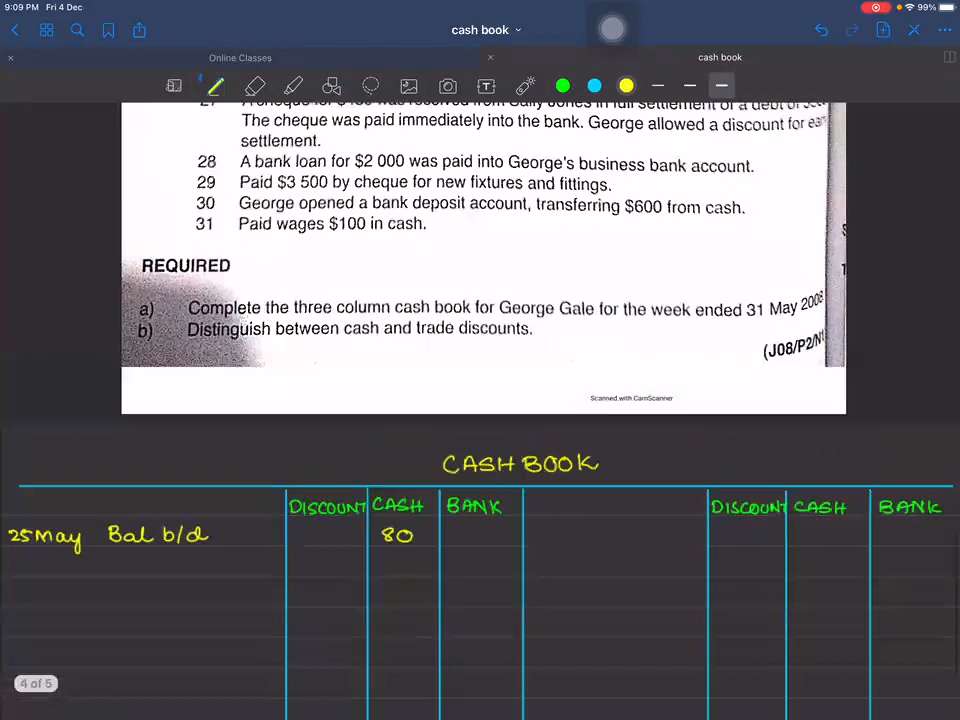 9:09 PM Fri 4 Dec 99%
cash book
Online Classes cash book
The cheque was paid immediately into the bank. George allowed a discount for
settlement.
28 A bank loan for $2 000 was paid into George's business bank account.
29 Paid $3 500 by cheque for new fixtures and fittings.
30 George opened a bank deposit account, transferring $600 from cash.
31 Paid wages $100 in cash.
REQUIRED
a) Complete the three column cash book for George Gale for the week ended 31 May 2008
b) Distinguish between cash and trade discounts.
(J08/P2/N1
Scanned with CamScanner
CASH BOOK
DISCOUNT CASH BANK DISCOUNT CASH BANK
25 May Bal b/d 80
4 of 5